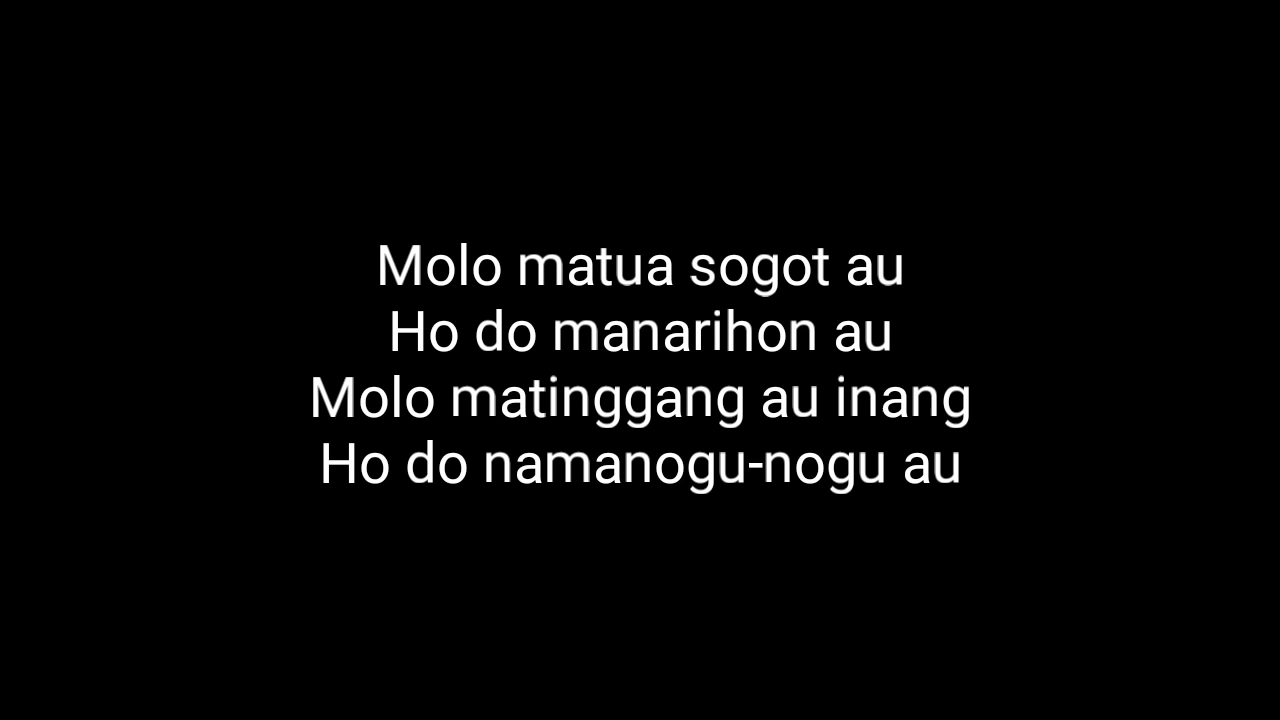 Molo matua sogot au
Ho do manarihon au
Molo matinggang au inang
Ho do namanogu-nogu au